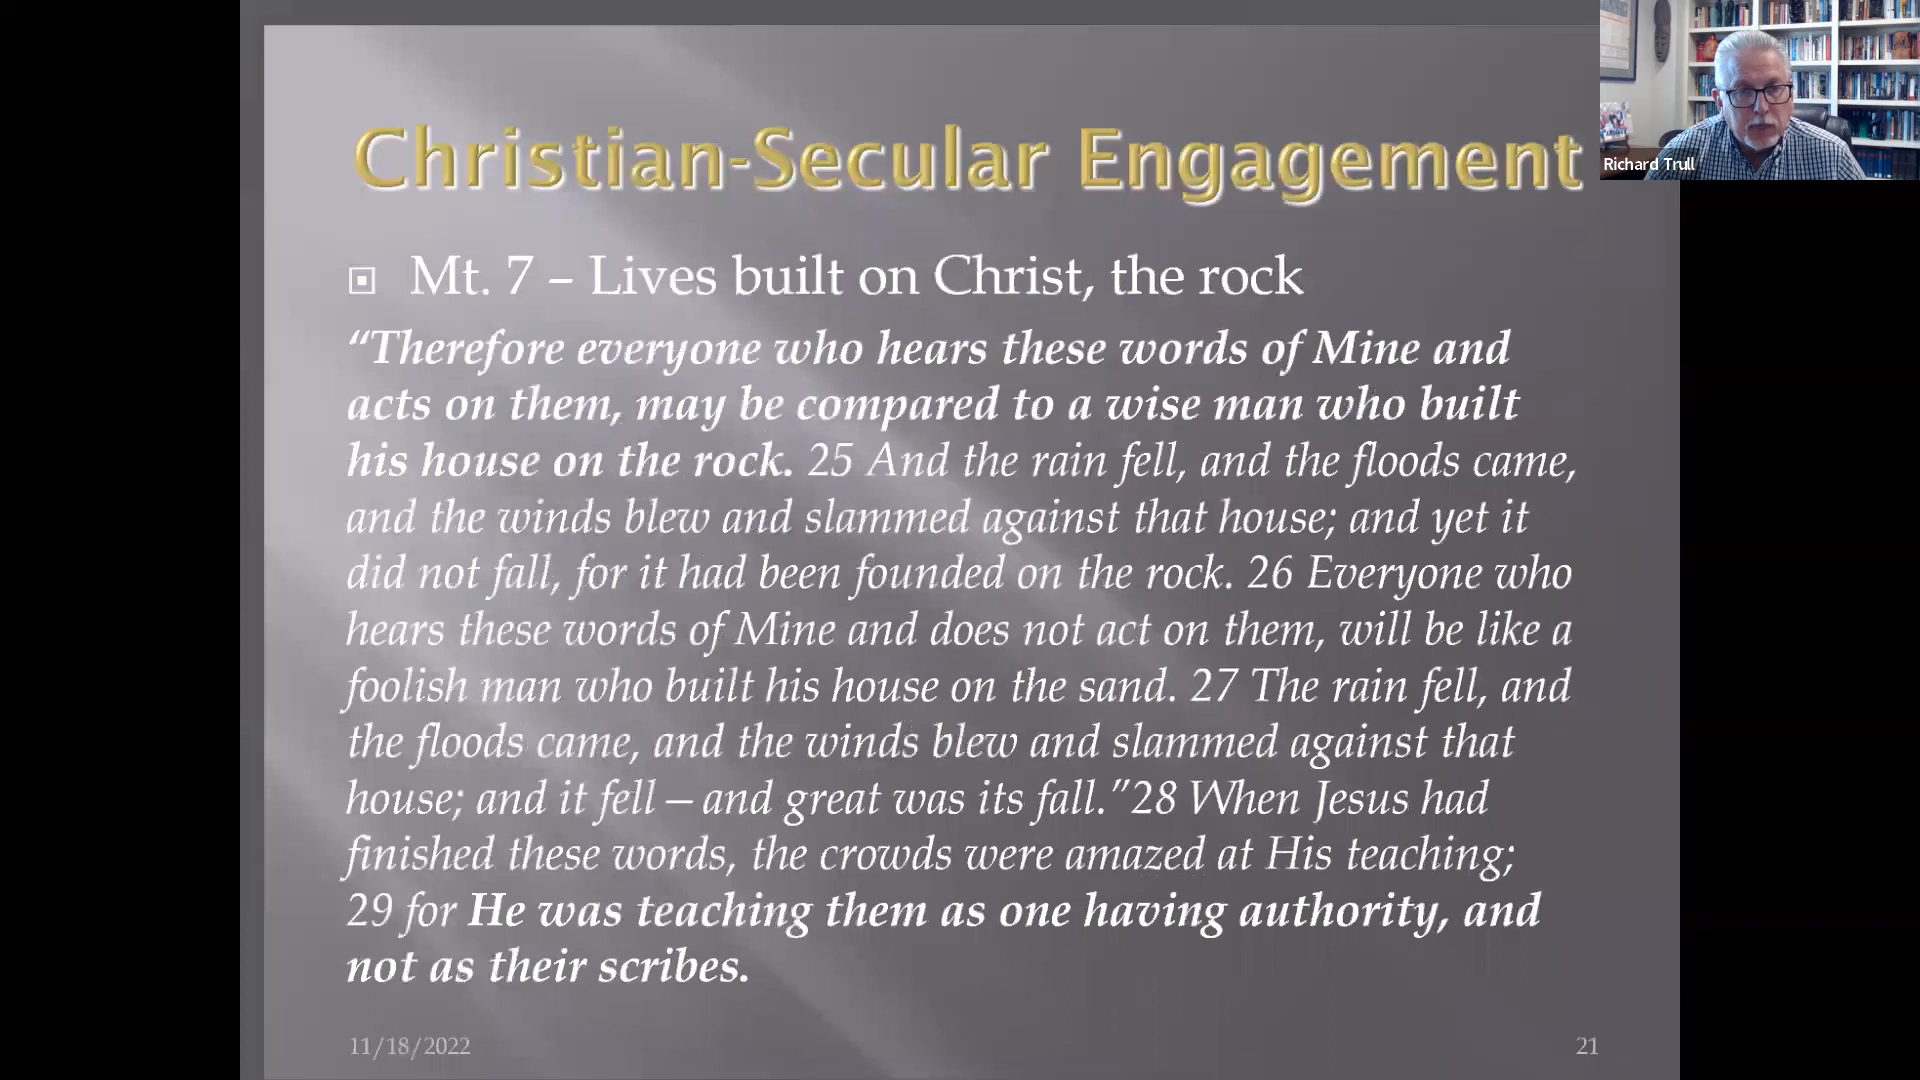 Christian-Secular Engagement
Richard Trull
Mt. 7 – Lives built on Christ, the rock
“Therefore everyone who hears these words of Mine and
acts on them, may be compared to a wise man who built
his house on the rock. 25 And the rain fell, and the floods came,
and the winds blew and slammed against that house; and yet it
did not fall, for it had been founded on the rock. 26 Everyone who
hears these words of Mine and does not act on them, will be like a
foolish man who built his house on the sand. 27 The rain fell, and
the floods came, and the winds blew and slammed against that
house; and it fell—and great was its fall.”28 When Jesus had
finished these words, the crowds were amazed at His teaching;
29 for He was teaching them as one having authority, and
not as their scribes.
11/18/2022
21